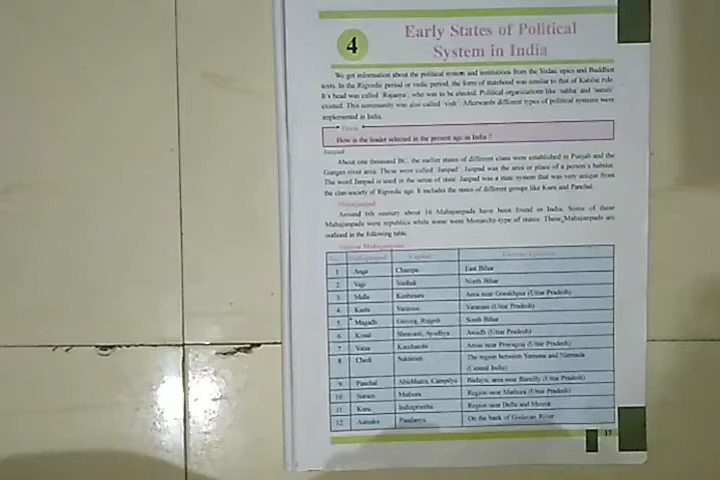 4
Early States of Political
System in India
We get information about the political system and institutions from the Vedas, epics and Buddhist
texts. In the Rigvedic period or vedic period, the form of statehood was similar to that of Kabilai rule.
It's head was called 'Rajanya', who was to be elected. Political organizations like 'sabha' and 'samiti'
existed. This community was also called 'vish'. Afterwards different types of political systems were
implemented in India.
Think
How is the leader selected in the present age in India ?
Janpad
About one thousand BC, the earlier states of different class were established in Punjab and the
Ganges river area. These were called 'Janpad'. Janpad was the area or place of a person's habitat.
The word Janpad is used in the sense of state. Janpad was a state system that was very unique from
the clan society of Rigvedic age. It includes the states of different groups like Kuru and Panchal.
Mahajanpad
Around 6th century about 16 Mahajanpads have been found in India. Some of these
Mahajanpads were republics while some were Monarchy type of states. These Mahajanpads are
outlined in the following table.
Various Mahajanpadas
Mahajanpad Capital
1 Anga Champa East Bihar
2 Vajji North Bihar
3 Malla Area near Gorakhpur (Uttar Pradesh)
4 Kashi Varanasi Varanasi (Uttar Pradesh)
5 Magadh South Bihar
6 Kosal Shravasti, Ayodhya Awadh (Uttar Pradesh)
7 Vatsa Kaushambi Areas near Prayagraj (Uttar Pradesh)
8 Chedi The region between Yamuna and Narmada
(Central India)
9 Panchal Ahichhatra, Campilya Badayu, area near Bareilly (Uttar Pradesh)
10 Mathura Region near Mathura (Uttar Pradesh)
11 Kuru Indraprastha Region near Delhi and Meerut
12 On the bank of Godavari River
17